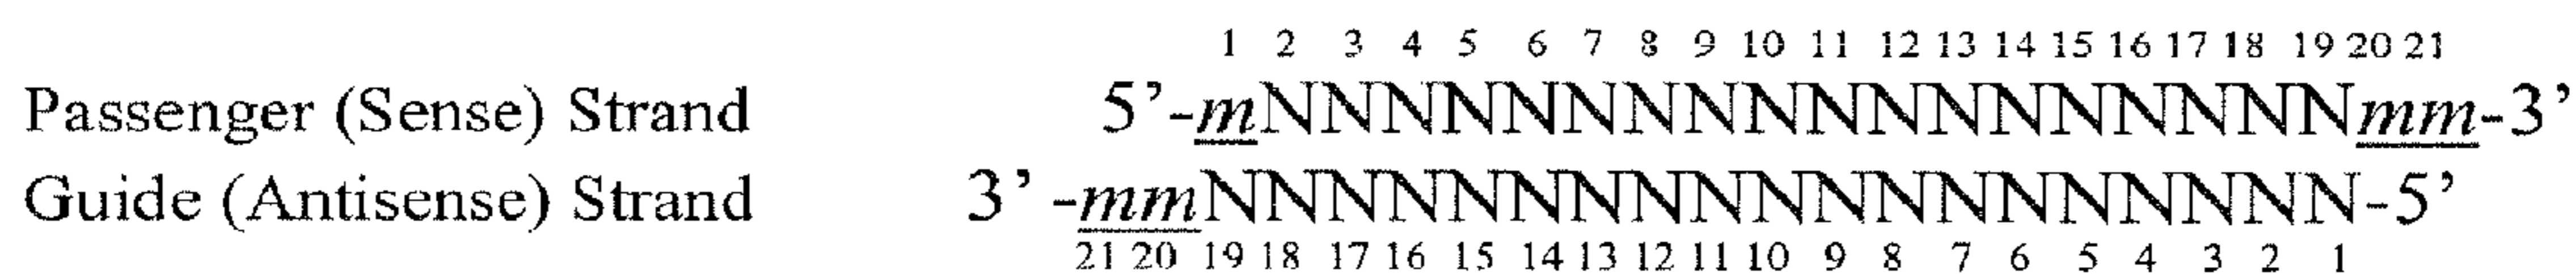 1 2 3 4 5 6 7 8 9 10 11 12 13 14 15 16 17 18 19 20 21
Passenger (Sense) Strand 5’-mNNNNNNNNNNNNNNNNNNmm-3’
Guide (Antisense) Strand 3’ -mmNNNNNNNNNNNNNNNNNNN-5’
21 20 19 18 17 16 15 14 13 12 11 10 9 8 7 6 5 4 3 2 1